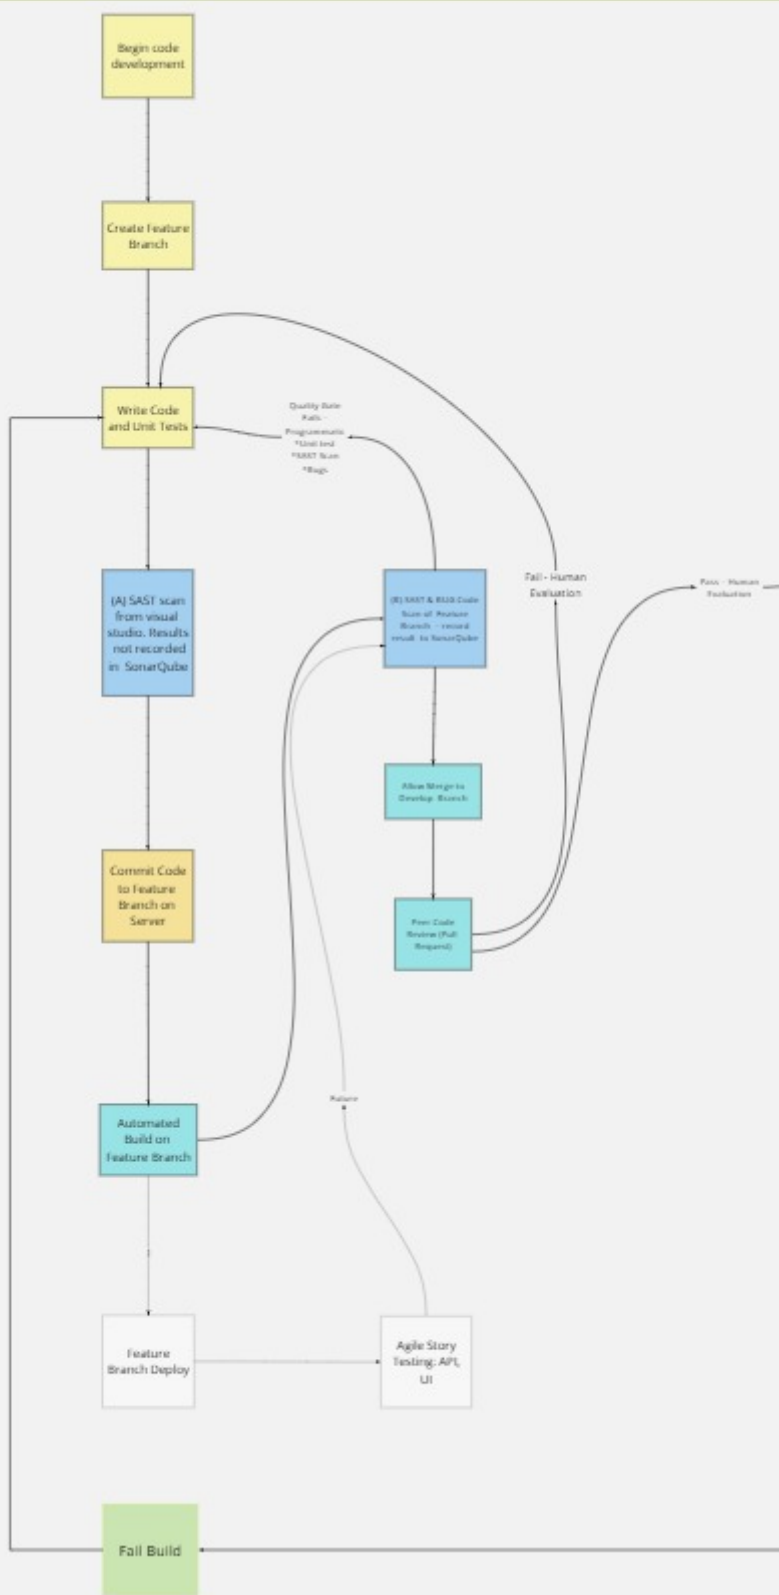 Begin code
development
Create Feature
Branch
Write Code
and Unit Tests
Quality Gate
Fails -
Programmatic
*Unit test
*SAST Scan
*Bugs
(A) SAST scan
from visual
studio. Results
not recorded
in SonarQube
(B) SAST & BUG Code
Scan of Feature
Branch - record
result to SonarQube
Fail - Human
Evaluation
Pass - Human
Evaluation
Allow Merge to
Develop Branch
Commit Code
to Feature
Branch on
Server
Peer Code
Review (Pull
Request)
Future
Automated
Build on
Feature Branch
Feature
Branch Deploy
Agile Story
Testing: API,
UI
Fail Build